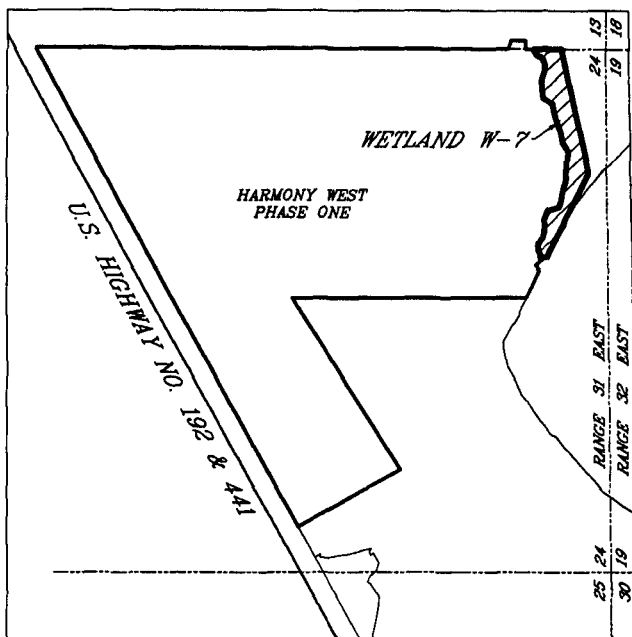 13 18
24 19
WETLAND W-7
HARMONY WEST
PHASE ONE
U.S. HIGHWAY NO. 192 & 441
RANGE 31 EAST
RANGE 32 EAST
24 19
25 30